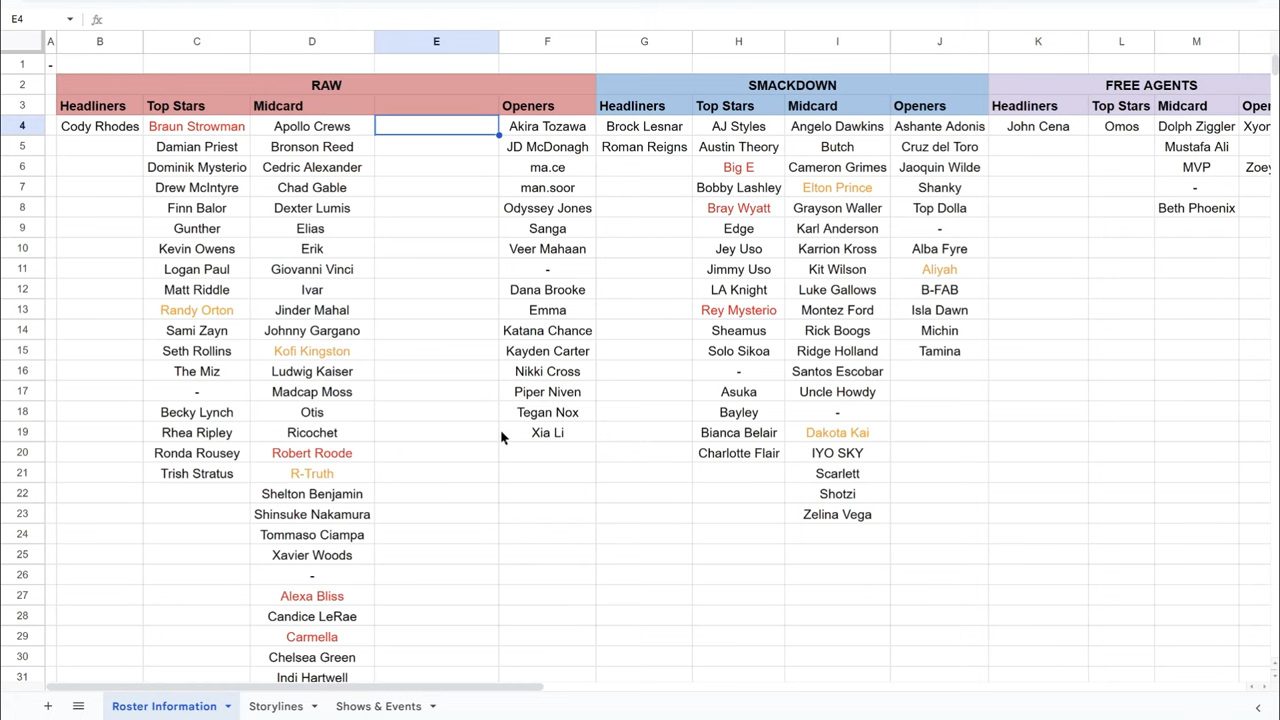 E4
fx
A B C D E F G H I J K L M
1 -
2 RAW SMACKDOWN FREE AGENTS
3 Headliners Top Stars Midcard Openers Headliners Top Stars Midcard Openers Headliners Top Stars Midcard Oper
4 Cody Rhodes Braun Strowman Apollo Crews Akira Tozawa Brock Lesnar AJ Styles Angelo Dawkins Ashante Adonis John Cena Omos Dolph Ziggler Xyon
5 Damian Priest Bronson Reed JD McDonagh Roman Reigns Austin Theory Butch Cruz del Toro Mustafa Ali
6 Dominik Mysterio Cedric Alexander ma.ce Big E Cameron Grimes Jaoquin Wilde MVP Zoey
7 Drew McIntyre Chad Gable man.soor Bobby Lashley Elton Prince Shanky -
8 Finn Balor Dexter Lumis Odyssey Jones Bray Wyatt Grayson Waller Top Dolla Beth Phoenix
9 Gunther Elias Sanga Edge Karl Anderson -
10 Kevin Owens Erik Veer Mahaan Jey Uso Karrion Kross Alba Fyre
11 Logan Paul Giovanni Vinci - Jimmy Uso Kit Wilson Aliyah
12 Matt Riddle Ivar Dana Brooke LA Knight Luke Gallows B-FAB
13 Randy Orton Jinder Mahal Emma Rey Mysterio Montez Ford Isla Dawn
14 Sami Zayn Johnny Gargano Katana Chance Sheamus Rick Boogs Michin
15 Seth Rollins Kofi Kingston Kayden Carter Solo Sikoa Ridge Holland Tamina
16 The Miz Ludwig Kaiser Nikki Cross - Santos Escobar
17 - Madcap Moss Piper Niven Asuka Uncle Howdy
18 Becky Lynch Otis Tegan Nox Bayley -
19 Rhea Ripley Ricochet Xia Li Bianca Belair Dakota Kai
20 Ronda Rousey Robert Roode Charlotte Flair IYO SKY
21 Trish Stratus R-Truth Scarlett
22 Shelton Benjamin Shotzi
23 Shinsuke Nakamura Zelina Vega
24 Tommaso Ciampa
25 Xavier Woods
26 -
27 Alexa Bliss
28 Candice LeRae
29 Carmella
30 Chelsea Green
31 Indi Hartwell
Roster Information Storylines Shows & Events